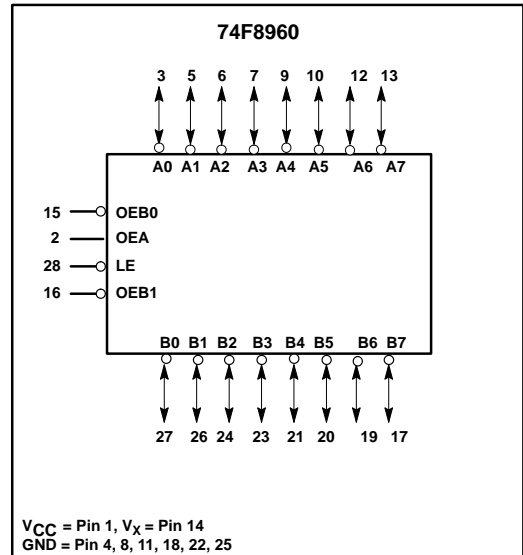 74F8960
3 5 6 7 9 10 12 13
A0 A1 A2 A3 A4 A5 A6 A7
15 OEB0
2 OEA
28 LE
16 OEB1
B0 B1 B2 B3 B4 B5 B6 B7
27 26 24 23 21 20 19 17
VCC = Pin 1, VX = Pin 14
GND = Pin 4, 8, 11, 18, 22, 25